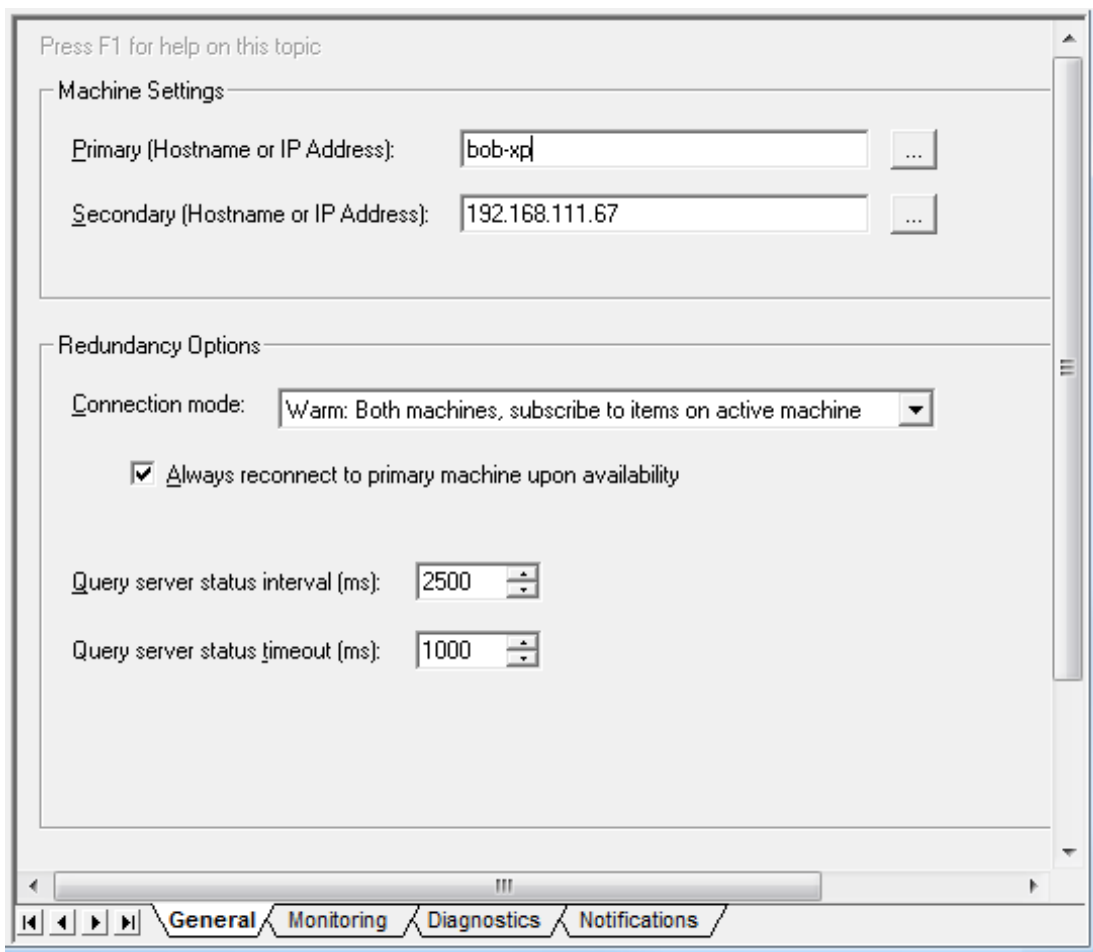 Press F1 for help on this topic
Machine Settings
Primary (Hostname or IP Address): bob-xp ...
Secondary (Hostname or IP Address): 192.168.111.67 ...
Redundancy Options
Connection mode: Warm: Both machines, subscribe to items on active machine
Always reconnect to primary machine upon availability
Query server status interval (ms): 2500
Query server status timeout (ms): 1000
General Monitoring Diagnostics Notifications